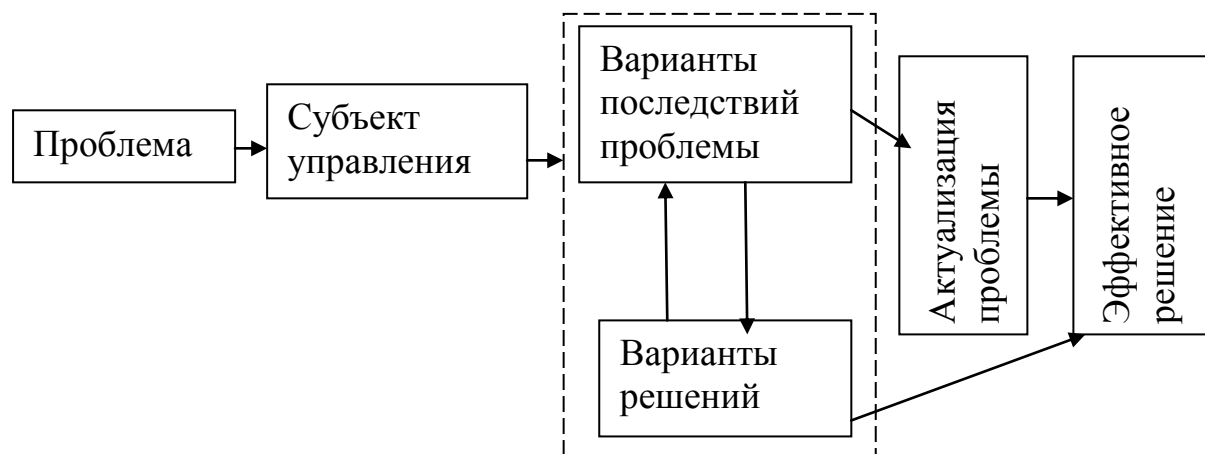 Проблема
Субъект
управления
Варианты
последствий
проблемы
Варианты
решений
Актуализация
проблемы
Эффективное
решение